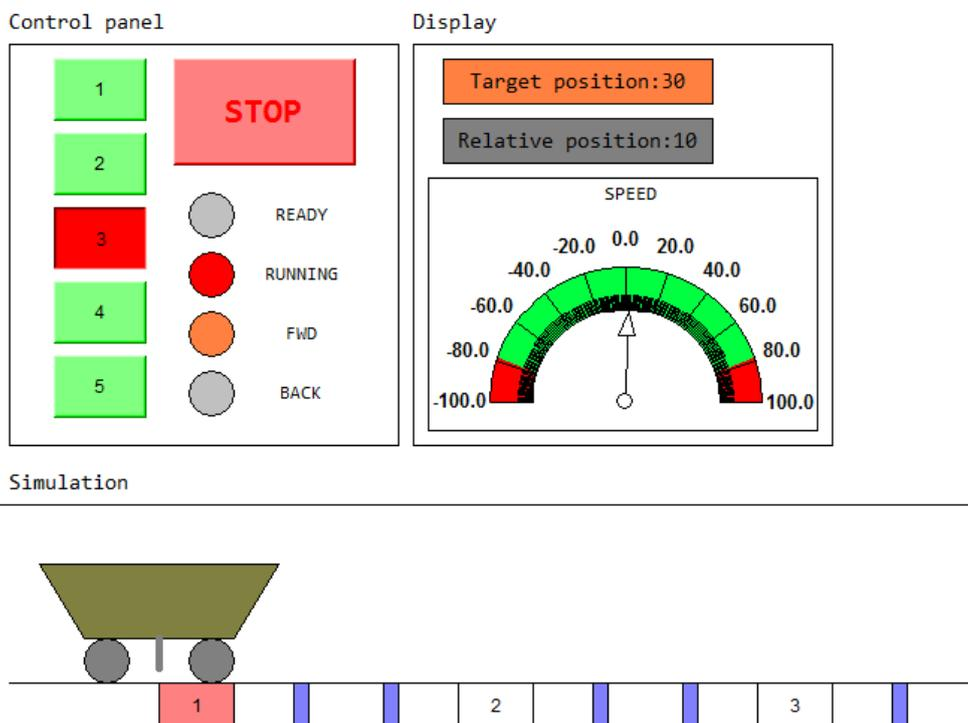 Control panel
Display
1
2
3
4
5
STOP
READY
RUNNING
FWD
BACK
Target position:30
Relative position:10
SPEED
-100.0
-80.0
-60.0
-40.0
-20.0
0.0
20.0
40.0
60.0
80.0
100.0
Simulation
1
2
3